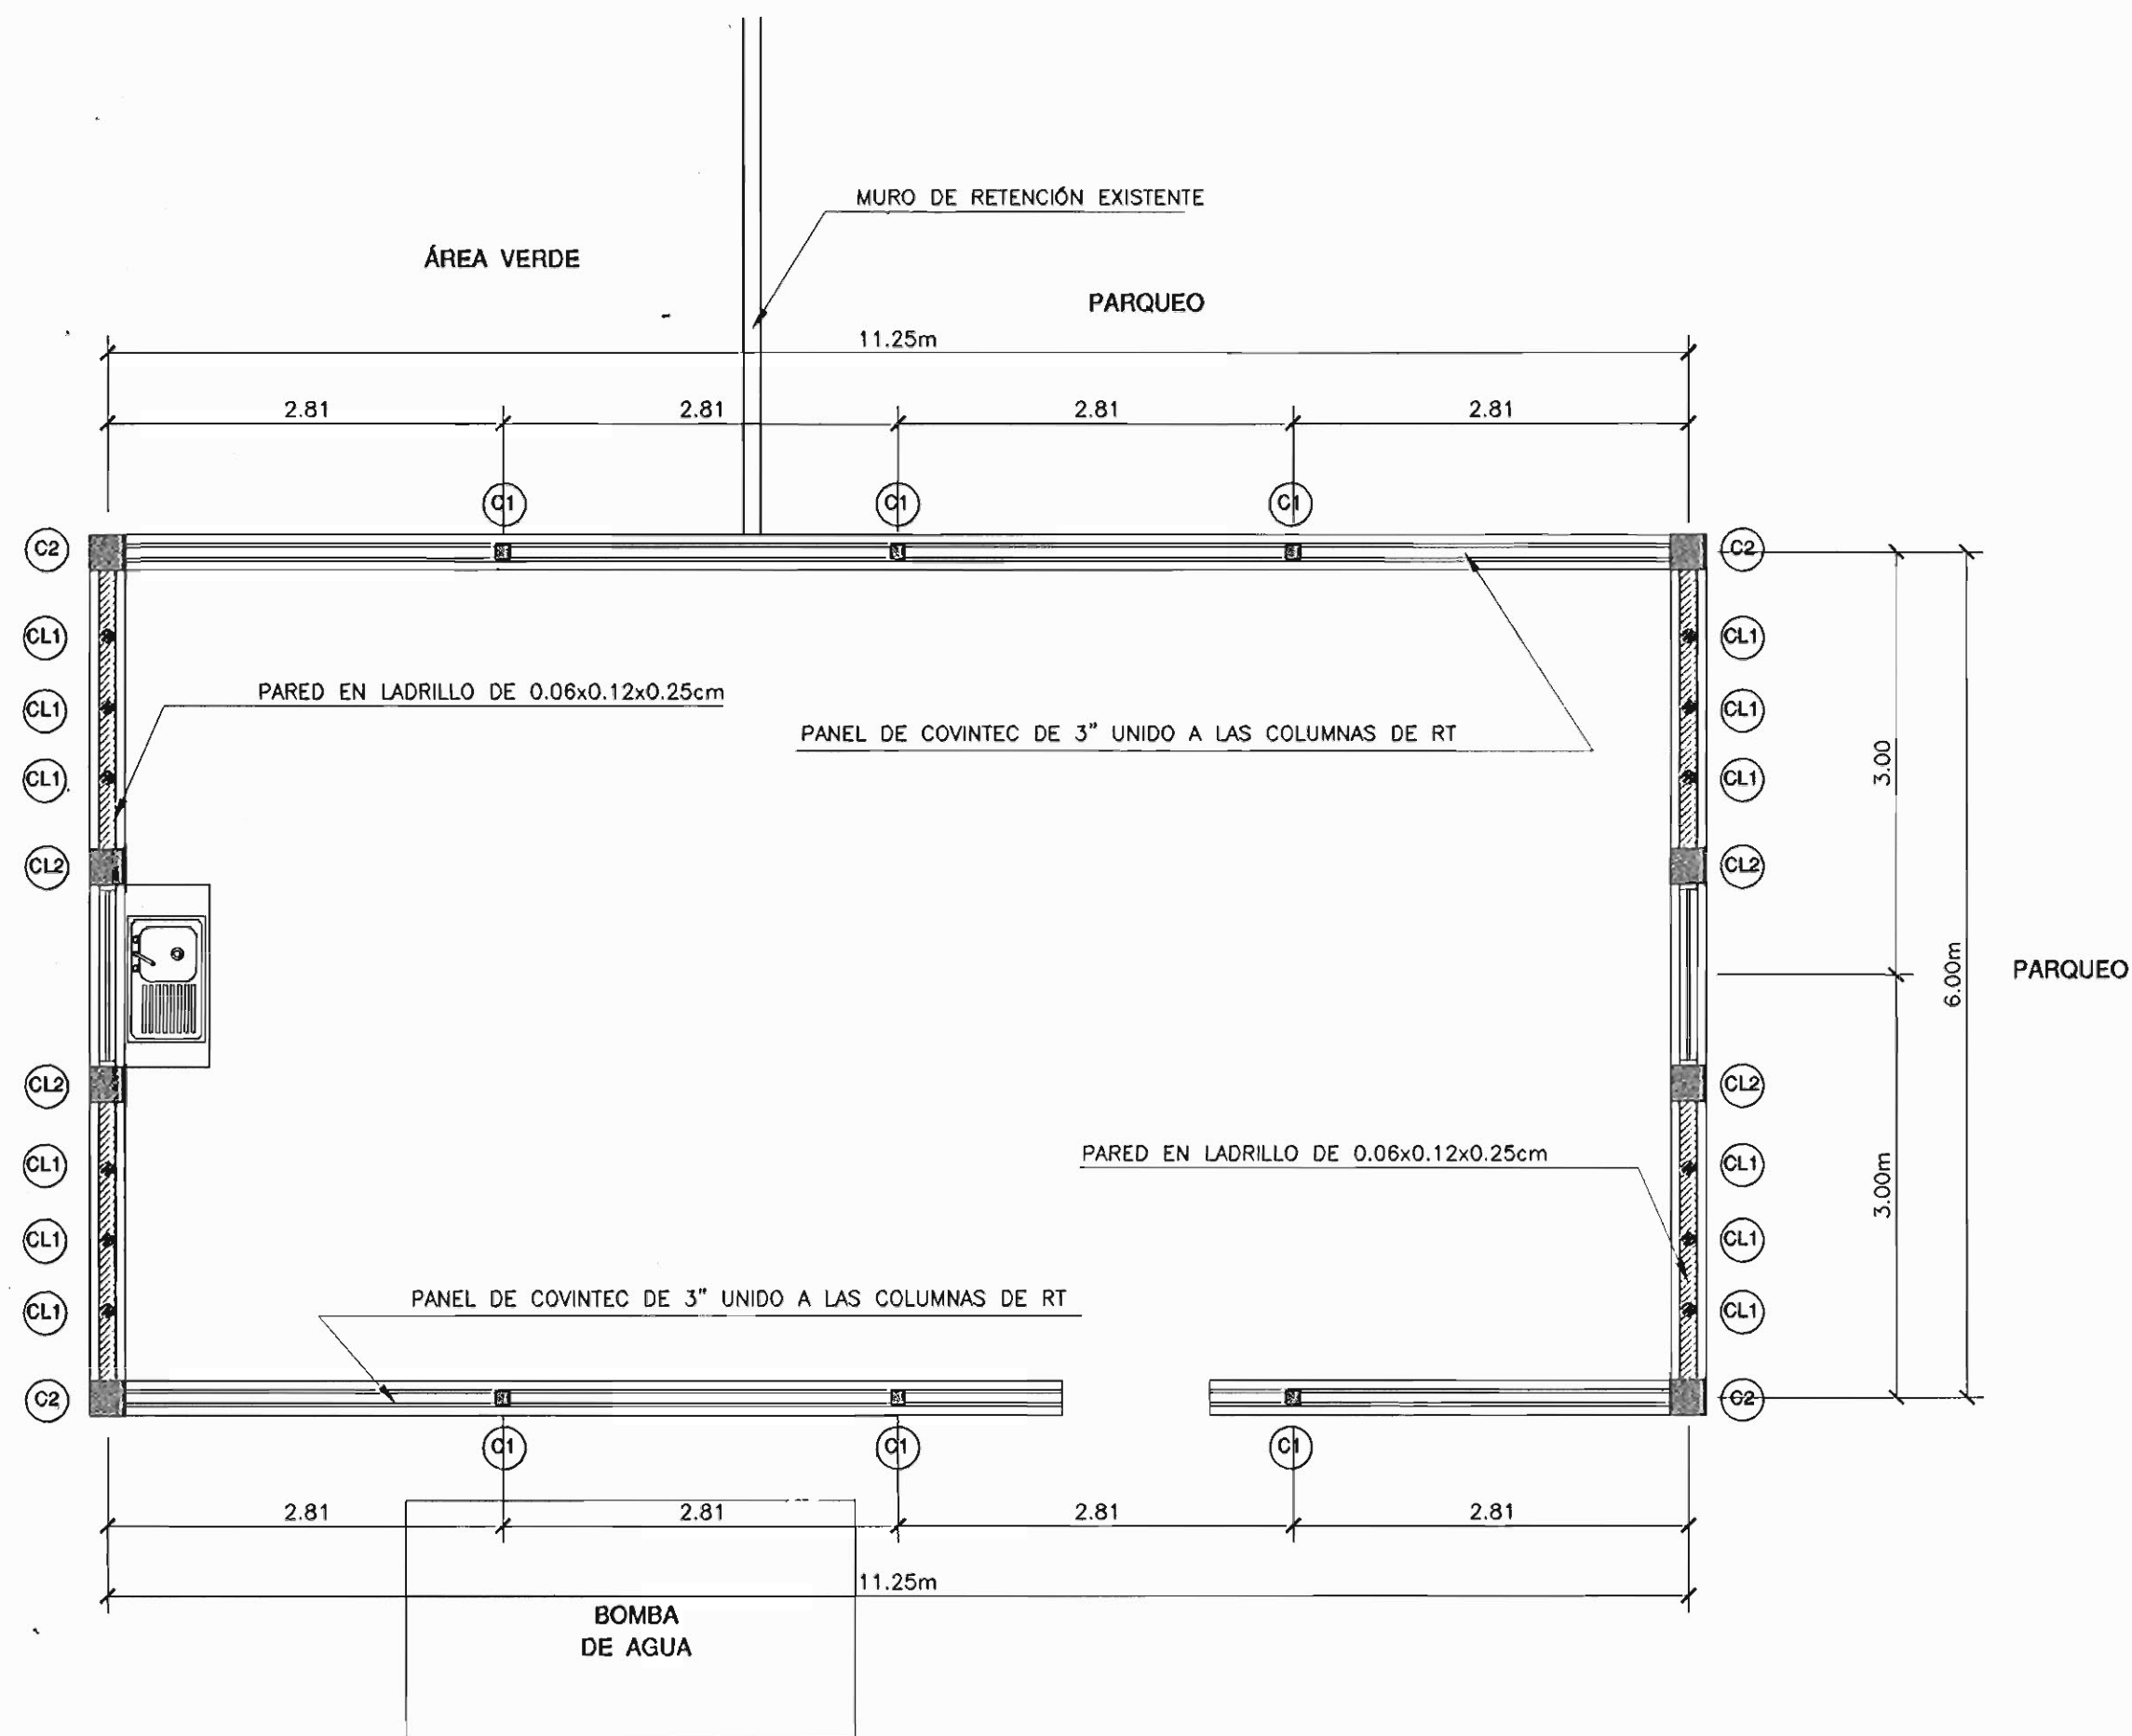 MURO DE RETENCIÓN EXISTENTE
ÁREA VERDE
PARQUEO
11.25m
2.81 2.81 2.81 2.81
C1 C1 C1
C2 C2
CL1 CL1
PARED EN LADRILLO DE 0.06x0.12x0.25cm
CL1 CL1
PANEL DE COVINTEC DE 3" UNIDO A LAS COLUMNAS DE RT
CL1 CL1
3.00
CL2 CL2
6.00m
PARQUEO
CL2 CL2
PARED EN LADRILLO DE 0.06x0.12x0.25cm
CL1 CL1
3.00m
CL1 CL1
PANEL DE COVINTEC DE 3" UNIDO A LAS COLUMNAS DE RT
CL1 CL1
C2 C2
C1 C1 C1
2.81 2.81 2.81 2.81
11.25m
BOMBA
DE AGUA